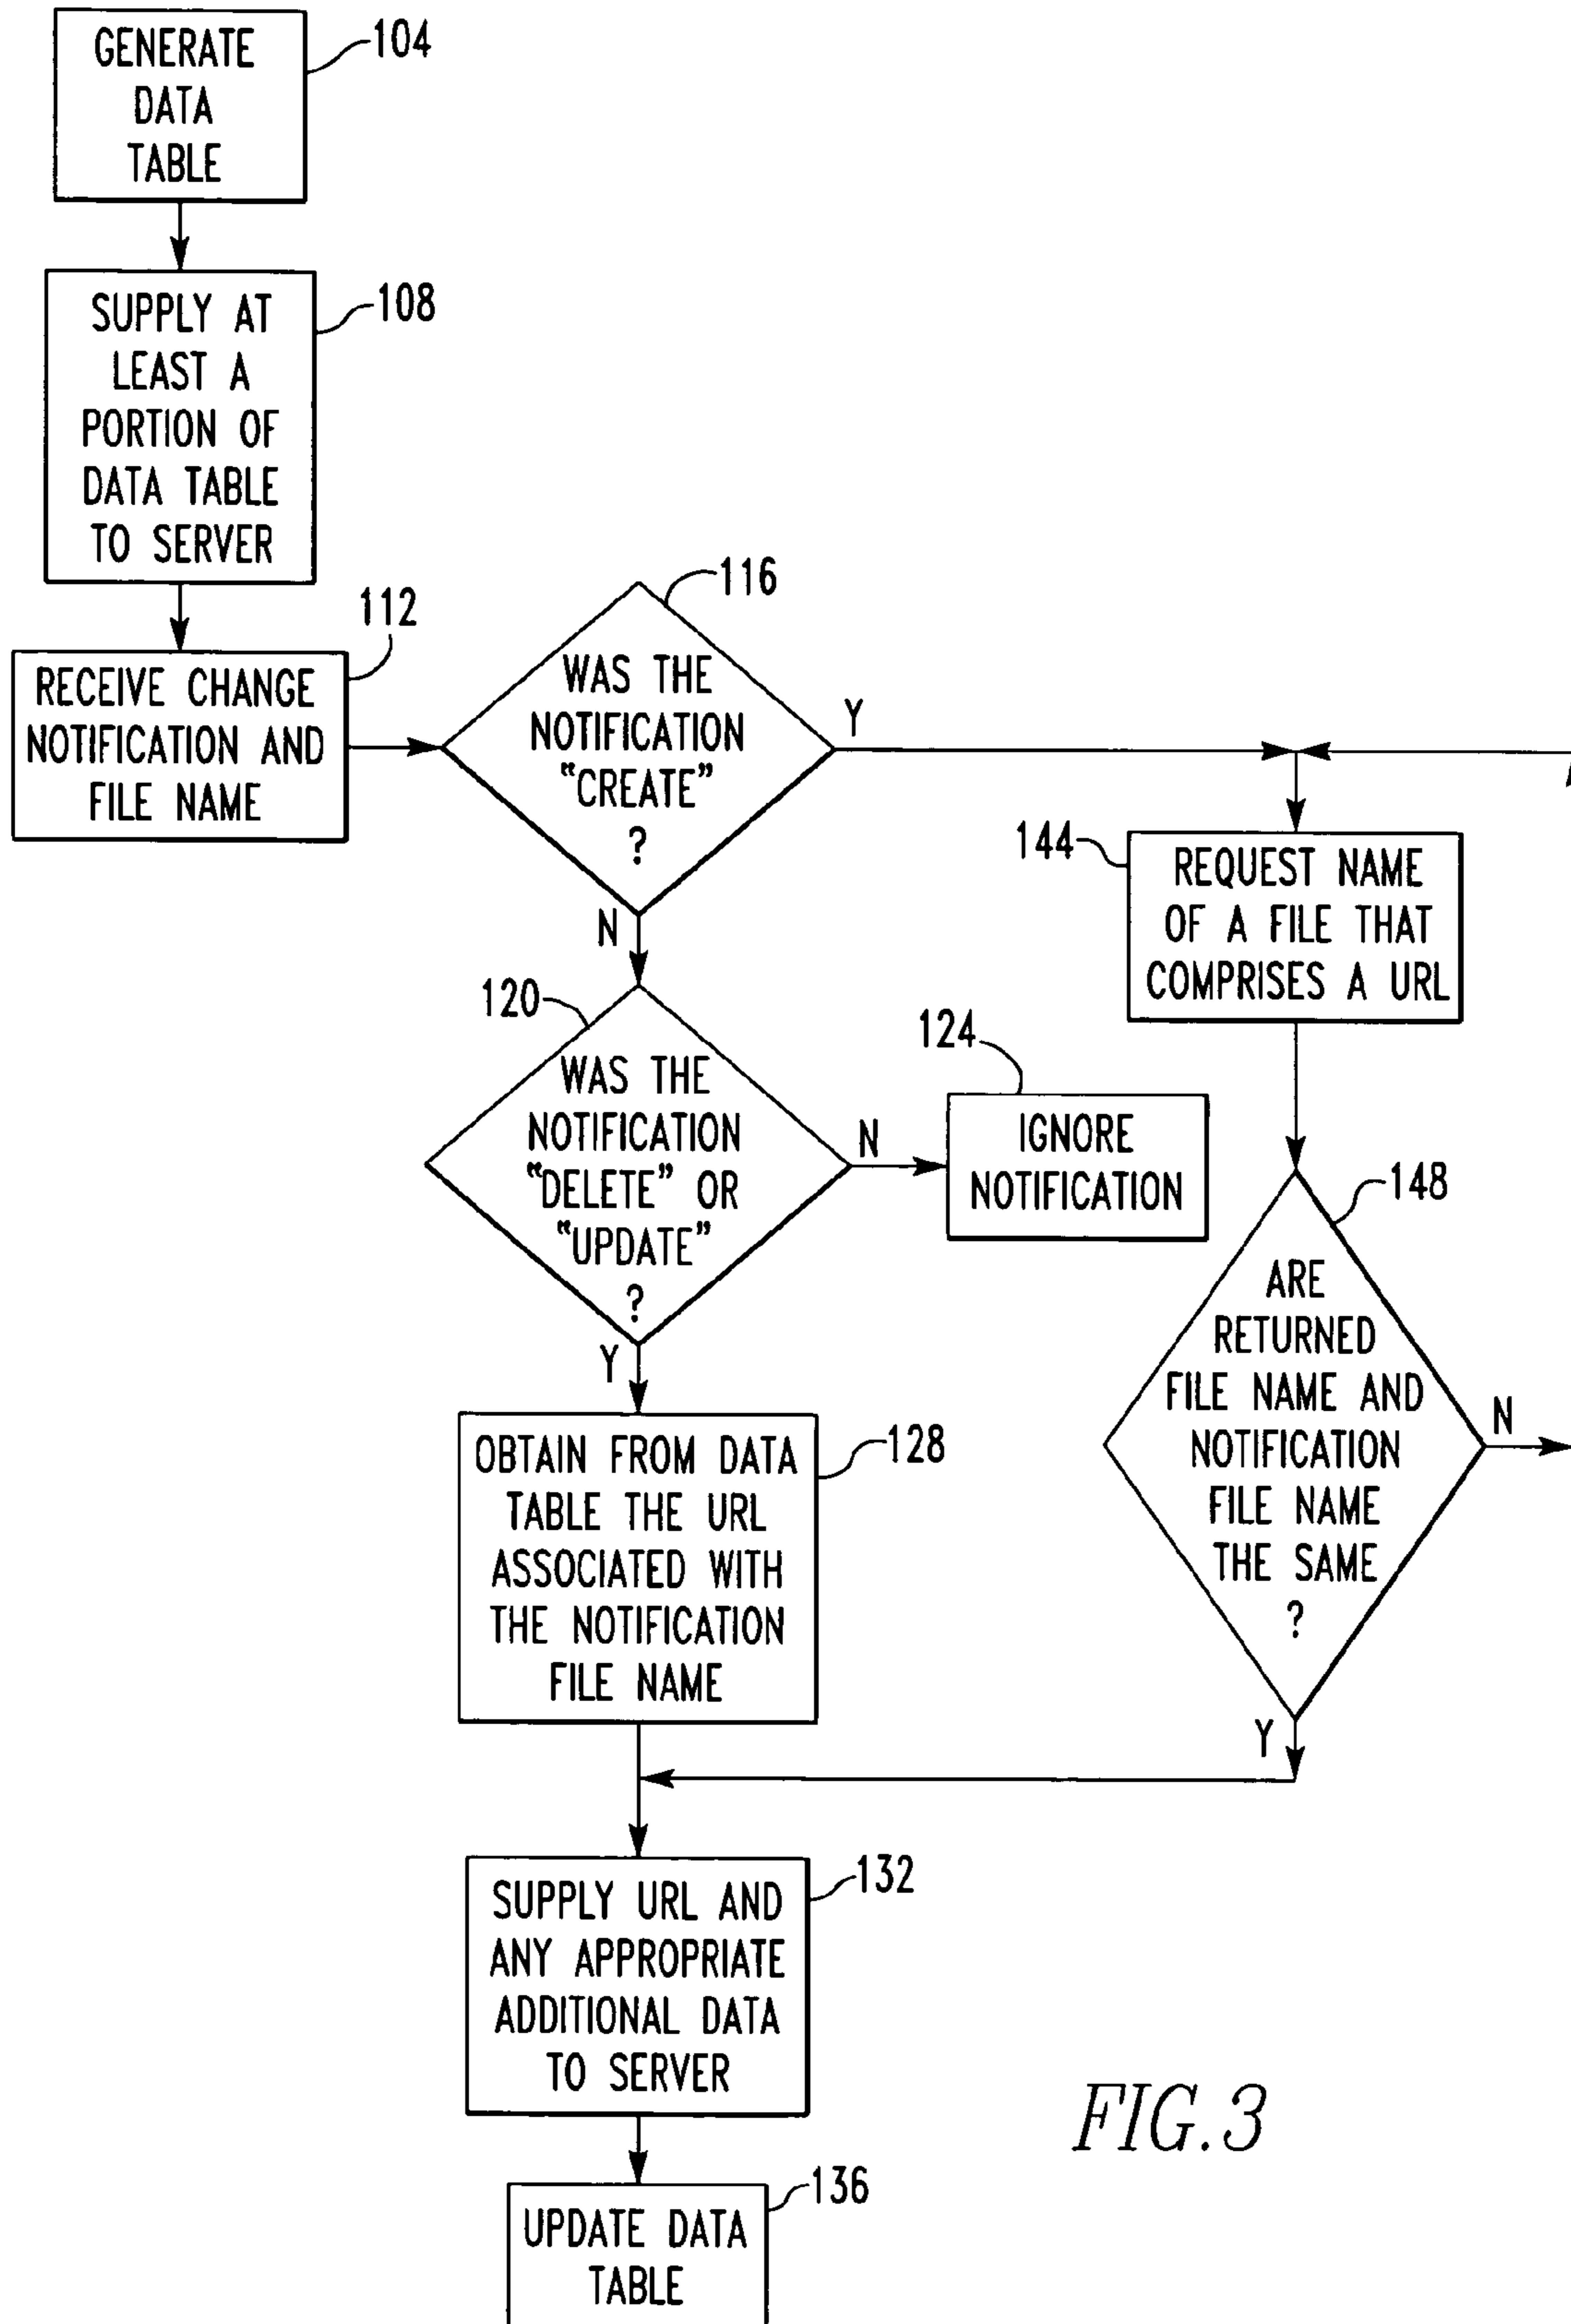 GENERATE
DATA
TABLE
104
SUPPLY AT
LEAST A
PORTION OF
DATA TABLE
TO SERVER
108
RECEIVE CHANGE
NOTIFICATION AND
FILE NAME
112
WAS THE
NOTIFICATION
“CREATE”
?
116
Y
N
144
REQUEST NAME
OF A FILE THAT
COMPRISES A URL
120
WAS THE
NOTIFICATION
“DELETE” OR
“UPDATE”
?
N
Y
124
IGNORE
NOTIFICATION
148
ARE
RETURNED
FILE NAME AND
NOTIFICATION
FILE NAME
THE SAME
?
N
Y
OBTAIN FROM DATA
TABLE THE URL
ASSOCIATED WITH
THE NOTIFICATION
FILE NAME
128
SUPPLY URL AND
ANY APPROPRIATE
ADDITIONAL DATA
TO SERVER
132
UPDATE DATA
TABLE
136
FIG.3